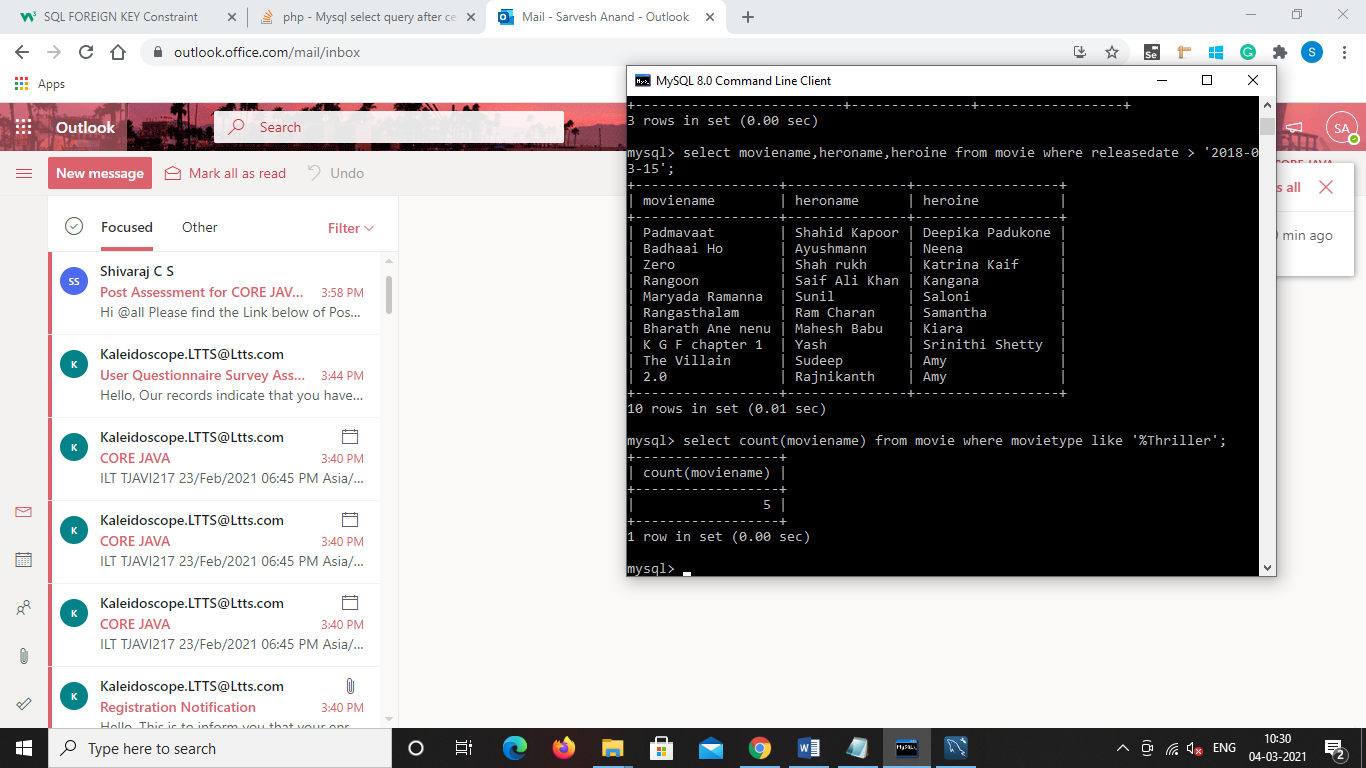 SQL FOREIGN KEY Constraint
php - Mysql select query after ce
Mail - Sarvesh Anand - Outlook
outlook.office.com/mail/inbox
Se
S
Apps
Outlook
Search
SA
New message
Mark all as read
Undo
s all
min ago
Focused
Other
Filter
SS
Shivaraj C S
Post Assessment for CORE JAV...
3:58 PM
Hi @all Please find the Link below of Pos...
K
Kaleidoscope.LTTS@Ltts.com
User Questionnaire Survey Ass...
3:44 PM
Hello, Our records indicate that you have...
K
Kaleidoscope.LTTS@Ltts.com
CORE JAVA
3:40 PM
ILT TJAVI217 23/Feb/2021 06:45 PM Asia/...
K
Kaleidoscope.LTTS@Ltts.com
CORE JAVA
3:40 PM
ILT TJAVI217 23/Feb/2021 06:45 PM Asia/...
K
Kaleidoscope.LTTS@Ltts.com
CORE JAVA
3:40 PM
ILT TJAVI217 23/Feb/2021 06:45 PM Asia/...
K
Kaleidoscope.LTTS@Ltts.com
Registration Notification
3:40 PM
Hello, This is to inform you that your enr
MySQL 8.0 Command Line Client
+--------------------------+---------------+------------------+
3 rows in set (0.00 sec)
mysql> select moviename,heroname,heroine from movie where releasedate > '2018-0
3-15';
+------------------+---------------+------------------+
| moviename        | heroname      | heroine          |
+------------------+---------------+------------------+
| Padmavaat        | Shahid Kapoor | Deepika Padukone |
| Badhaai Ho       | Ayushmann     | Neena            |
| Zero             | Shah rukh     | Katrina Kaif     |
| Rangoon          | Saif Ali Khan | Kangana          |
| Maryada Ramanna  | Sunil         | Saloni           |
| Rangasthalam     | Ram Charan    | Samantha         |
| Bharath Ane nenu | Mahesh Babu   | Kiara            |
| K G F chapter 1  | Yash          | Srinithi Shetty  |
| The Villain      | Sudeep        | Amy              |
| 2.0              | Rajnikanth    | Amy              |
+------------------+---------------+------------------+
10 rows in set (0.01 sec)
mysql> select count(moviename) from movie where movietype like '%Thriller';
+------------------+
| count(moviename) |
+------------------+
|                5 |
+------------------+
1 row in set (0.00 sec)
mysql>
Type here to search
ENG
10:30
04-03-2021
2